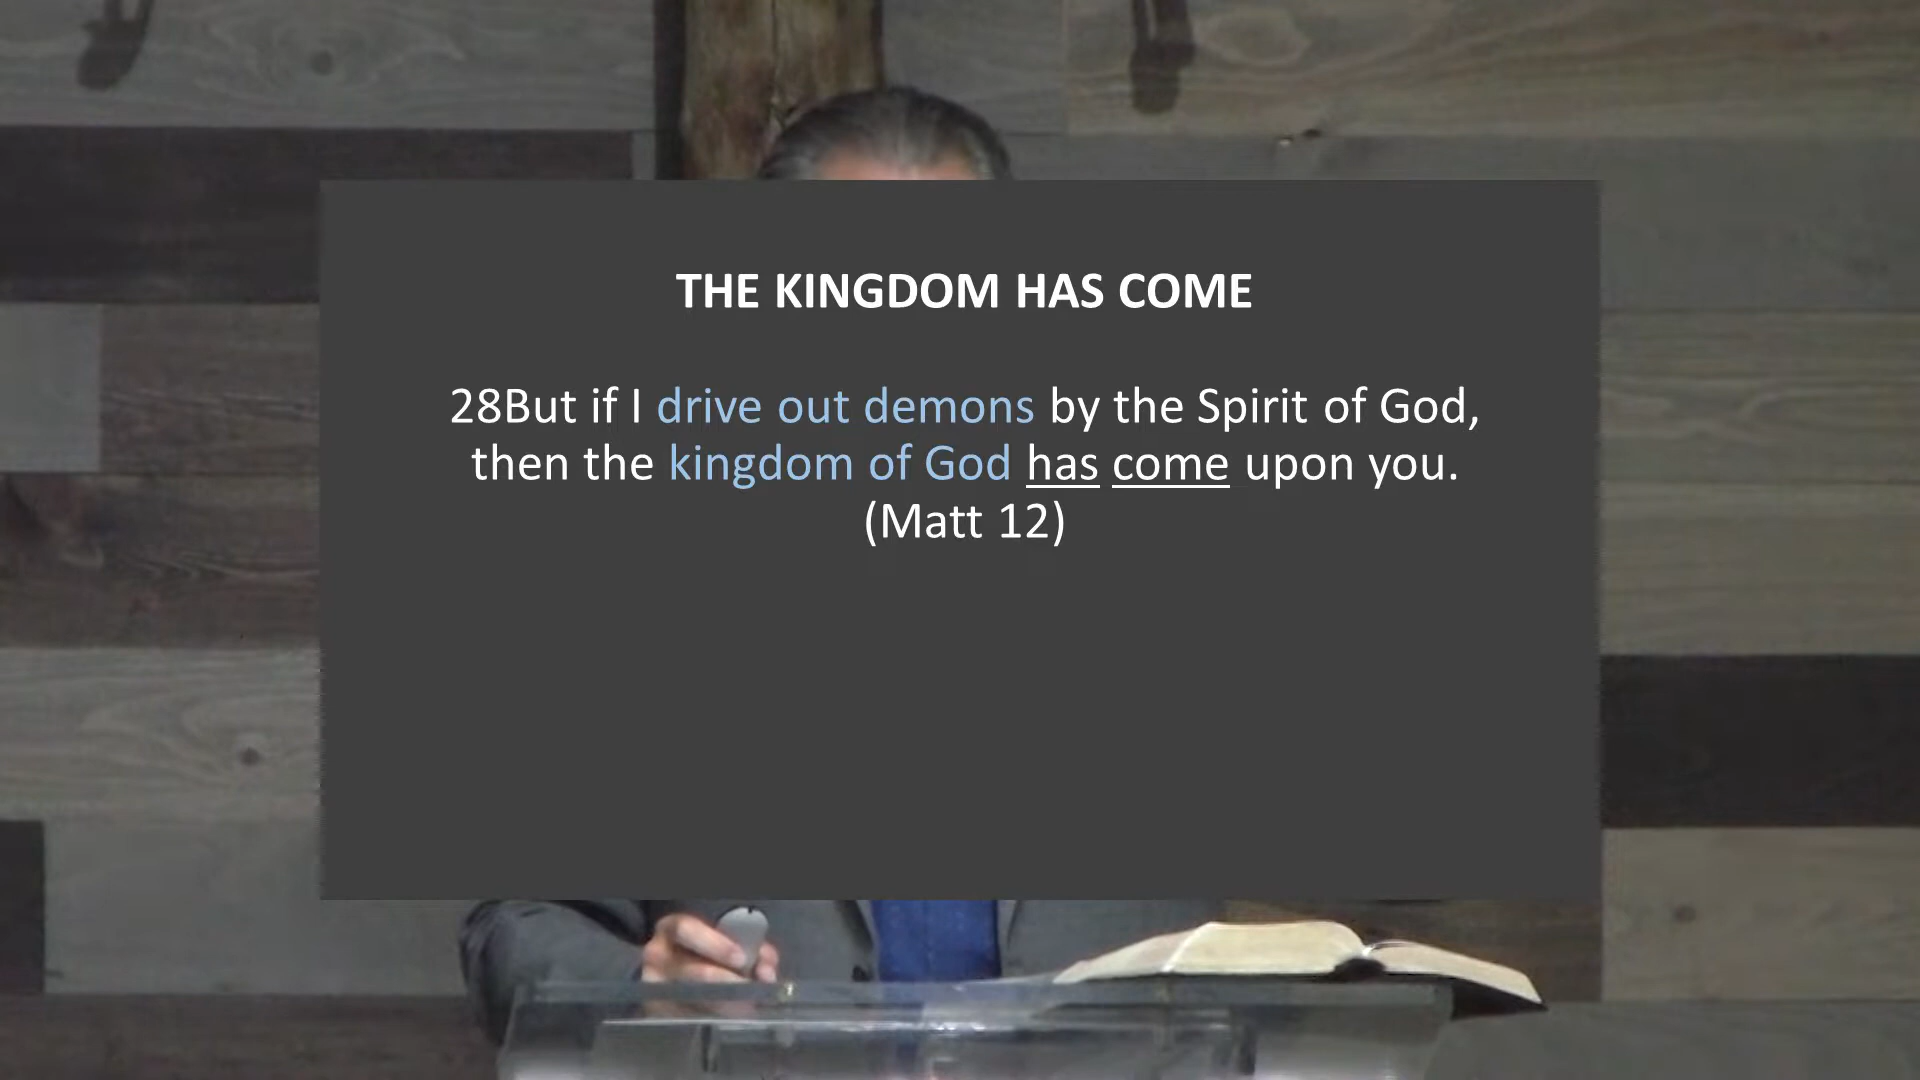 THE KINGDOM HAS COME
28But if I drive out demons by the Spirit of God,
then the kingdom of God has come upon you.
(Matt 12)